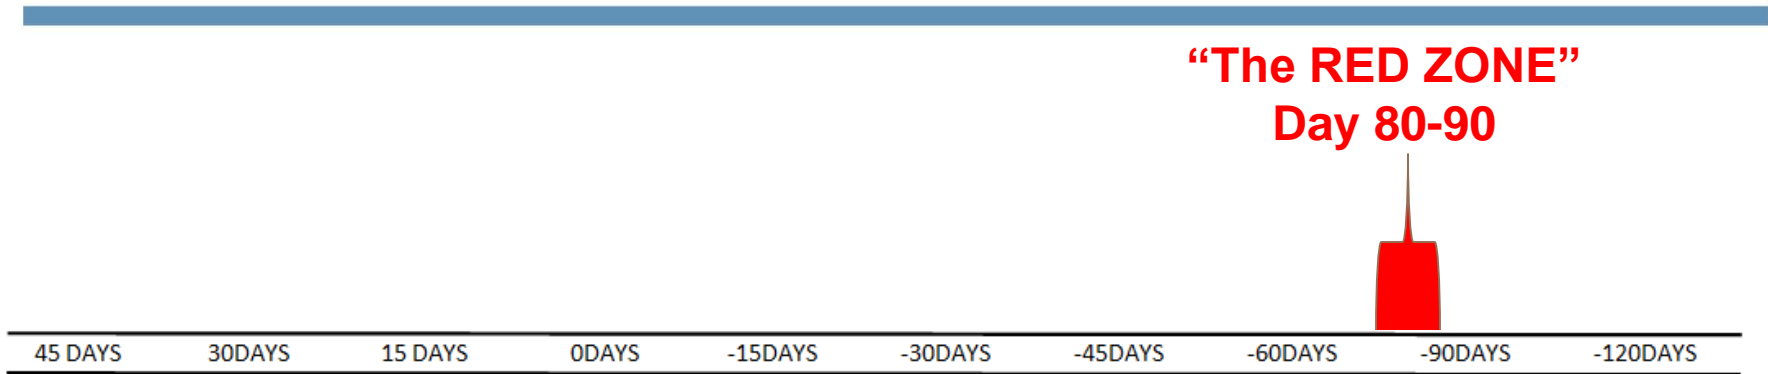 “The RED ZONE”
Day 80-90
45 DAYS 30DAYS 15 DAYS 0DAYS -15DAYS -30DAYS -45DAYS -60DAYS -90DAYS -120DAYS